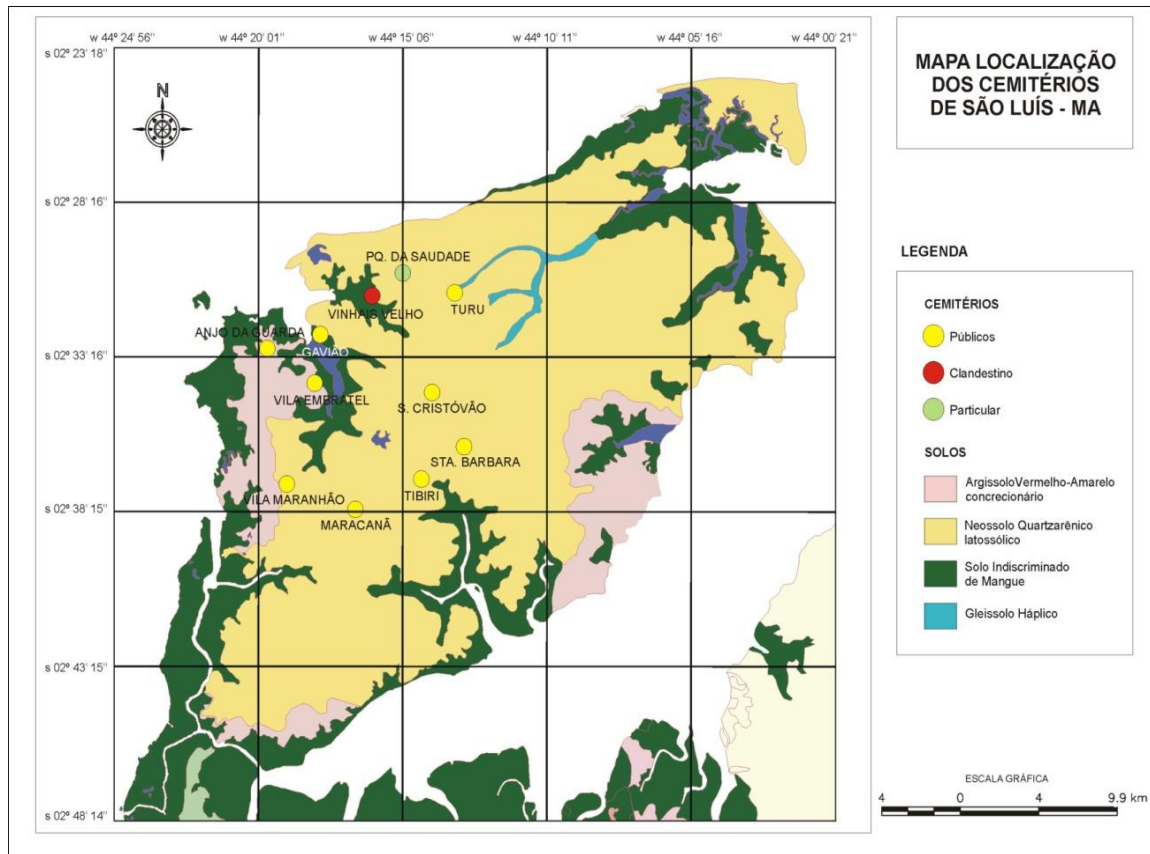 w 44º 24' 56" w 44º 20' 01" w 44º 15' 06" w 44º 10' 11" w 44º 05' 16" w 44º 00' 21"
s 02º 23' 18"
N
s 02º 28' 16"
PQ. DA SAUDADE
VINHAIS VELHO
TURU
ANJO DA GUARDA
GAVIÃO
s 02º 33' 16"
VILA EMBRATEL
S. CRISTÓVÃO
STA. BARBARA
VILA MARANHÃO
TIBIRI
s 02º 38' 15"
MARACANÃ
s 02º 43' 15"
s 02º 48' 14"
MAPA LOCALIZAÇÃO
DOS CEMITÉRIOS
DE SÃO LUÍS - MA
LEGENDA
CEMITÉRIOS
Públicos
Clandestino
Particular
SOLOS
ArgissoloVermelho-Amarelo
concrecionário
Neossolo Quartzarênico
latossólico
Solo Indiscriminado
de Mangue
Gleissolo Háplico
ESCALA GRÁFICA
4 0 4 9.9 km